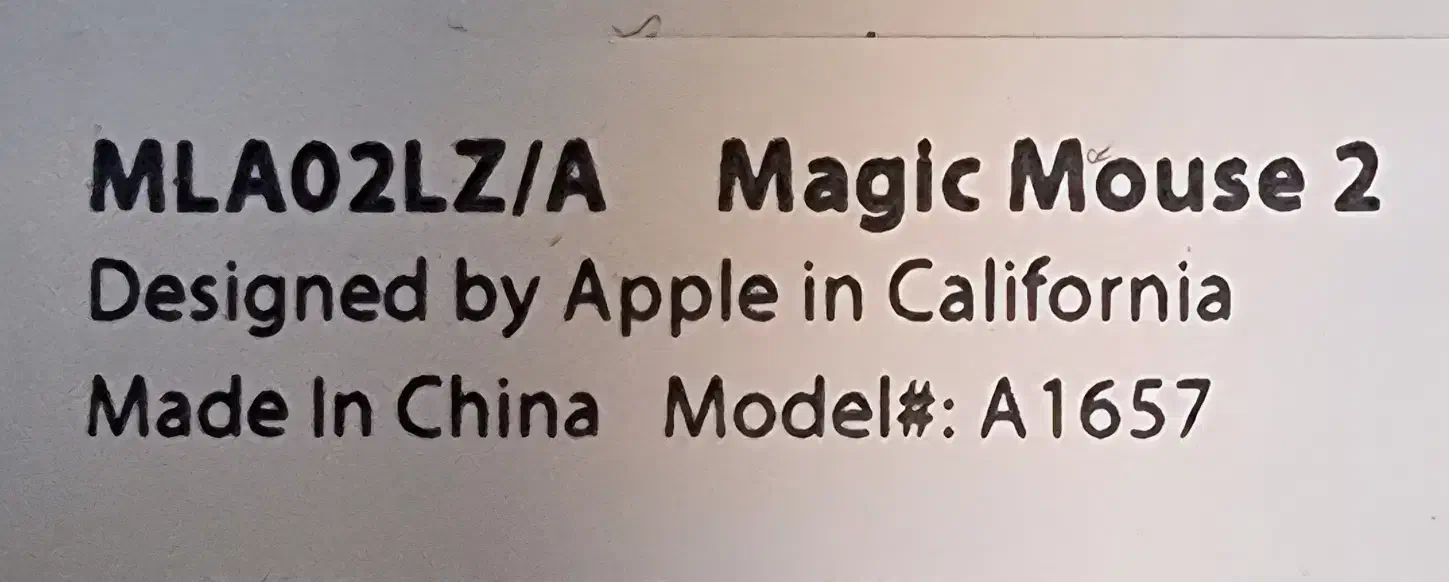 MLA02LZ/A Magic Mouse 2
Designed by Apple in California
Made In China Model#: A1657